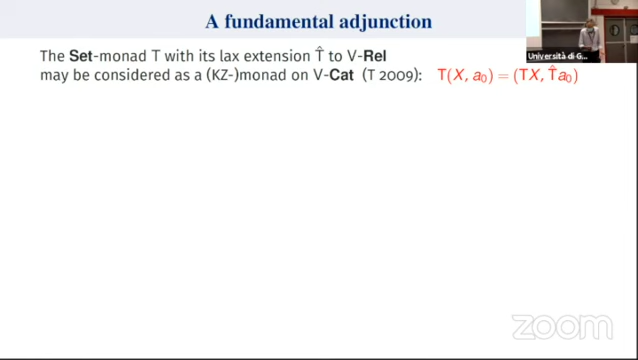 A fundamental adjunction
The Set-monad T with its lax extension T̂ to V-Rel
may be considered as a (KZ-)monad on V-Cat (T 2009): T(X, a₀) = (TX, T̂a₀)
Università di G...
zoom